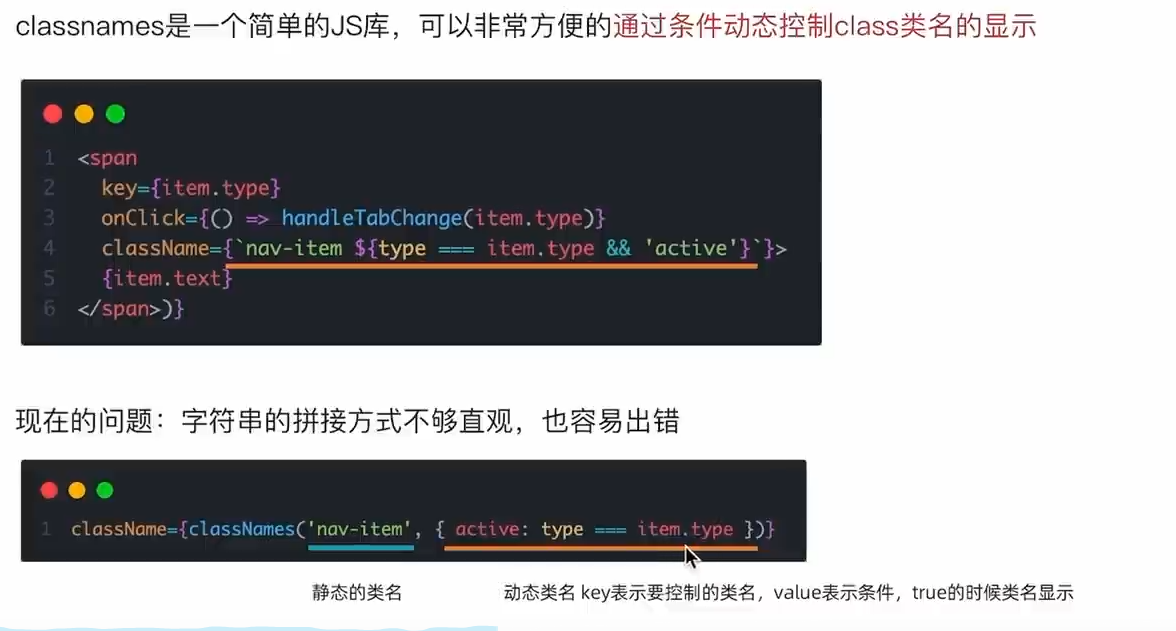 classnames是一个简单的JS库，可以非常方便的通过条件动态控制class类名的显示
1 <span
2 key={item.type}
3 onClick={() => handleTabChange(item.type)}
4 className={`nav-item ${type === item.type && 'active'}`}>
5 {item.text}
6 </span>)}
现在的问题：字符串的拼接方式不够直观，也容易出错
1 className={classNames('nav-item', { active: type === item.type })}
静态的类名 动态类名 key表示要控制的类名，value表示条件，true的时候类名显示